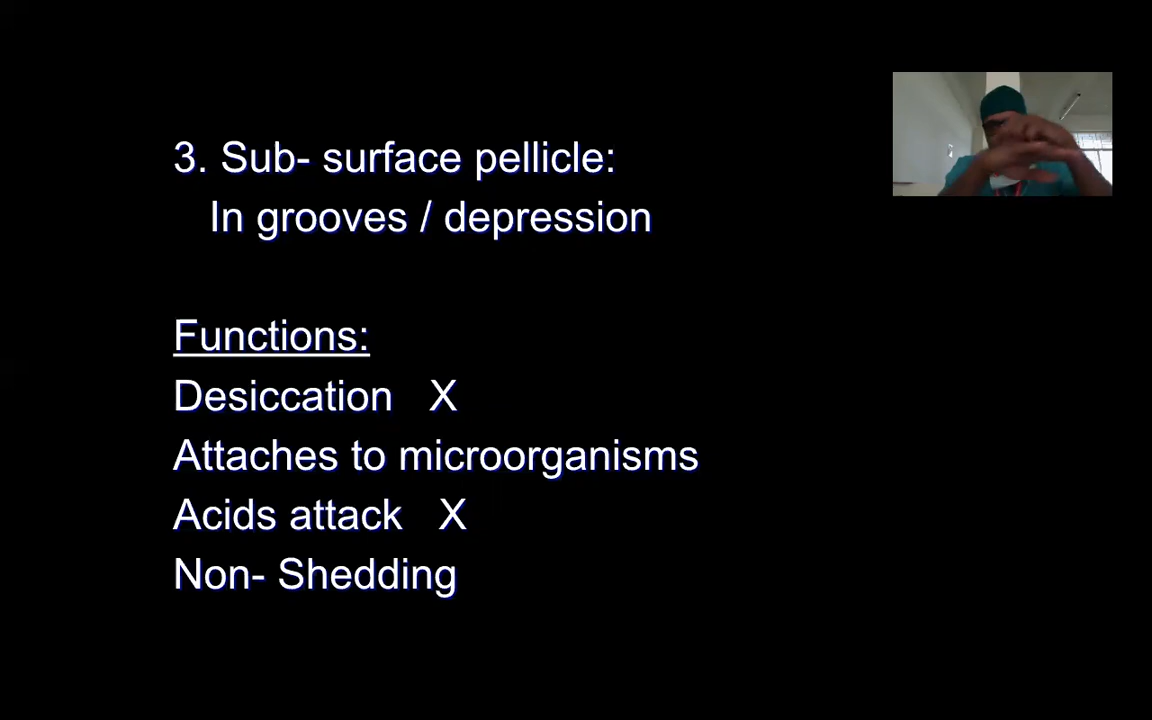 3. Sub- surface pellicle:
In grooves / depression
Functions:
Desiccation X
Attaches to microorganisms
Acids attack X
Non- Shedding